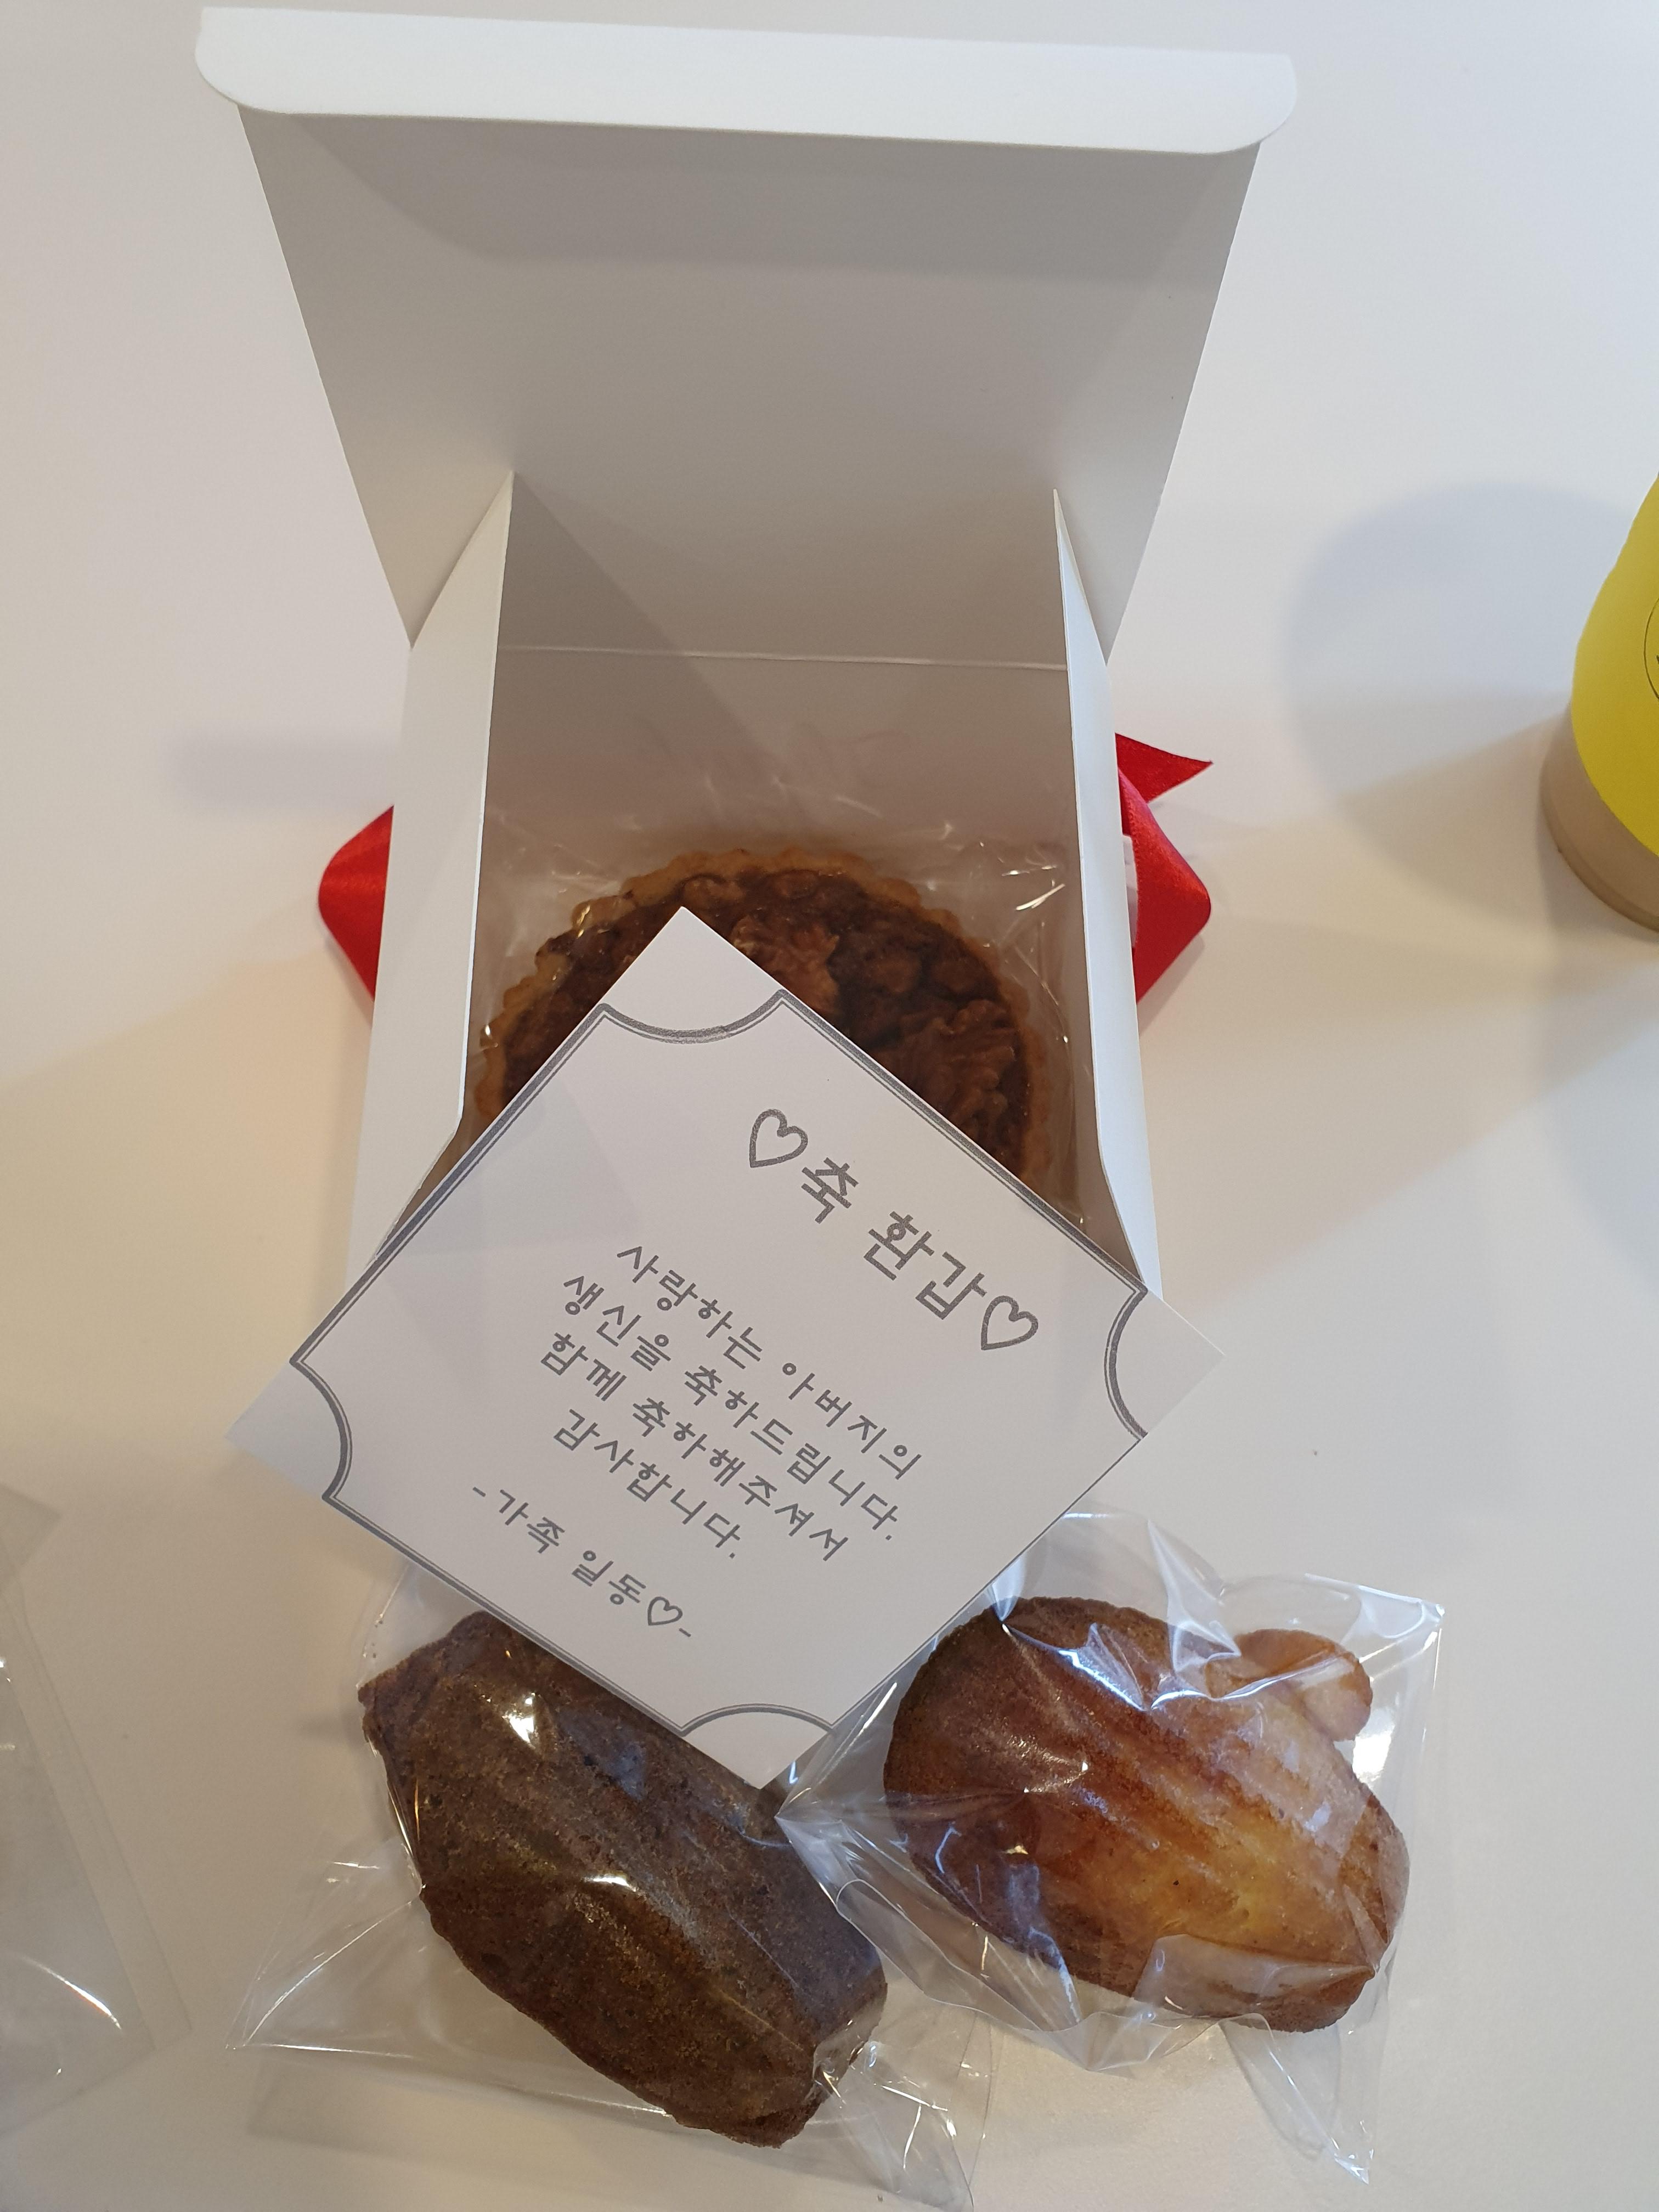 ♡축 환갑♡
사랑하는 아버지의
생신을 축하드립니다.
함께 축하해주셔서
감사합니다.
-가족 일동♡-